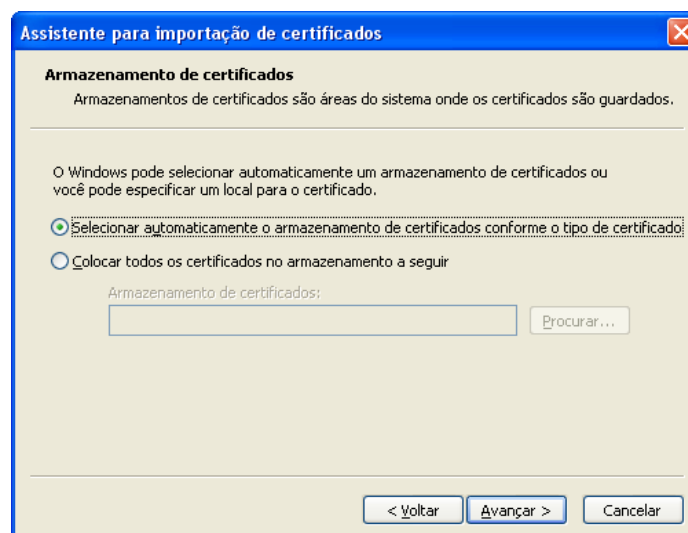 Assistente para importação de certificados
Armazenamento de certificados
Armazenamentos de certificados são áreas do sistema onde os certificados são guardados.
O Windows pode selecionar automaticamente um armazenamento de certificados ou
você pode especificar um local para o certificado.
Selecionar automaticamente o armazenamento de certificados conforme o tipo de certificado
Colocar todos os certificados no armazenamento a seguir
Armazenamento de certificados:
Procurar...
< Voltar Avançar > Cancelar